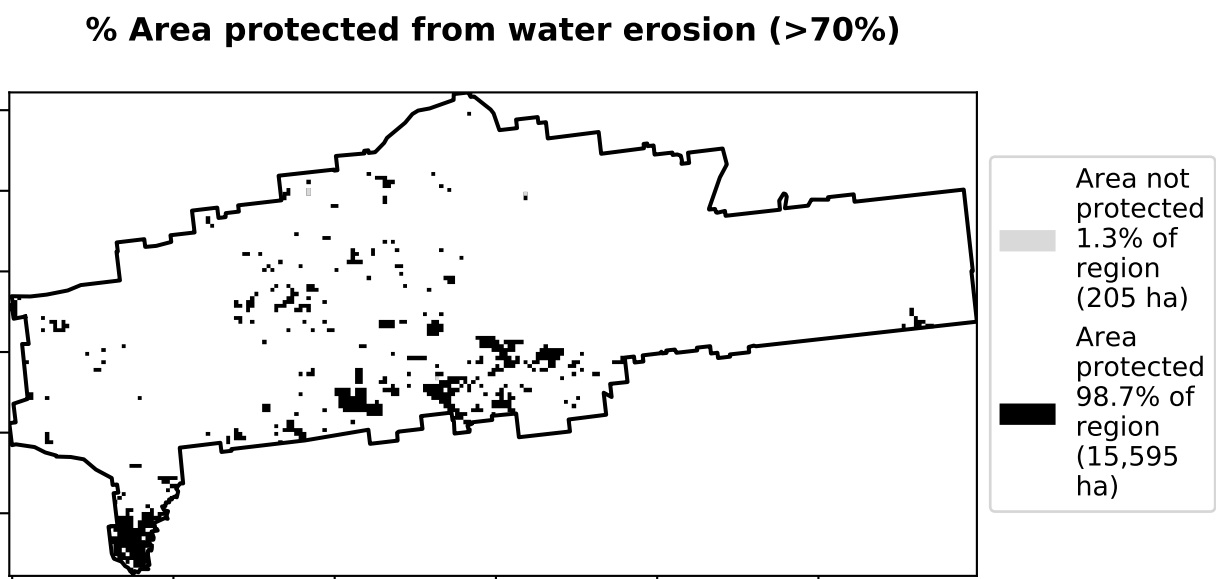 % Area protected from water erosion (>70%)
Area not
protected
1.3% of
region
(205 ha)
Area
protected
98.7% of
region
(15,595
ha)